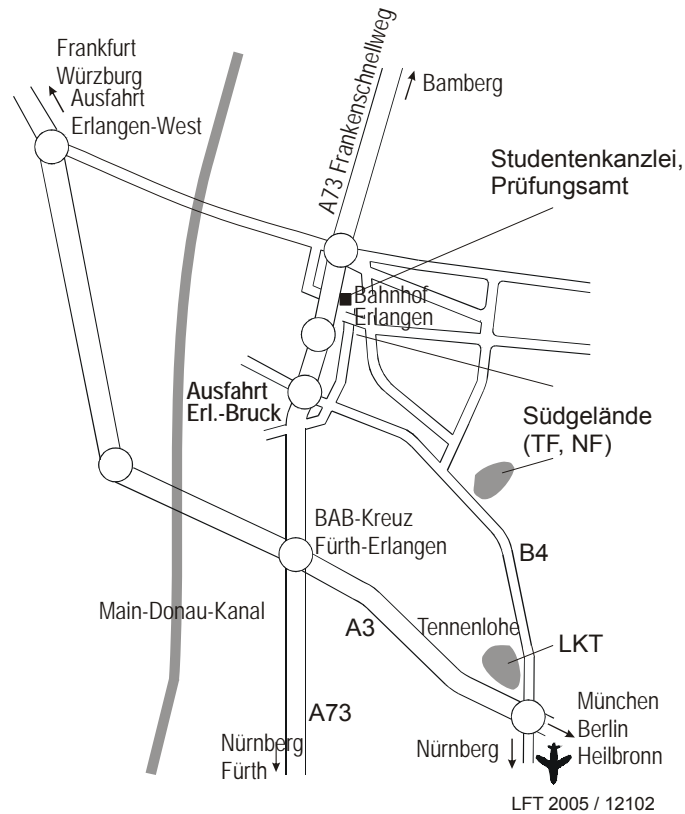 Frankfurt
Würzburg
Ausfahrt
Erlangen-West
A73 Frankenschnellweg
Bamberg
Studentenkanzlei,
Prüfungsamt
Bahnhof
Erlangen
Ausfahrt
Erl.-Bruck
Südgelände
(TF, NF)
BAB-Kreuz
Fürth-Erlangen
B4
Main-Donau-Kanal
A3
Tennenlohe
LKT
A73
München
Berlin
Heilbronn
Nürnberg
Fürth
Nürnberg
LFT 2005 / 12102